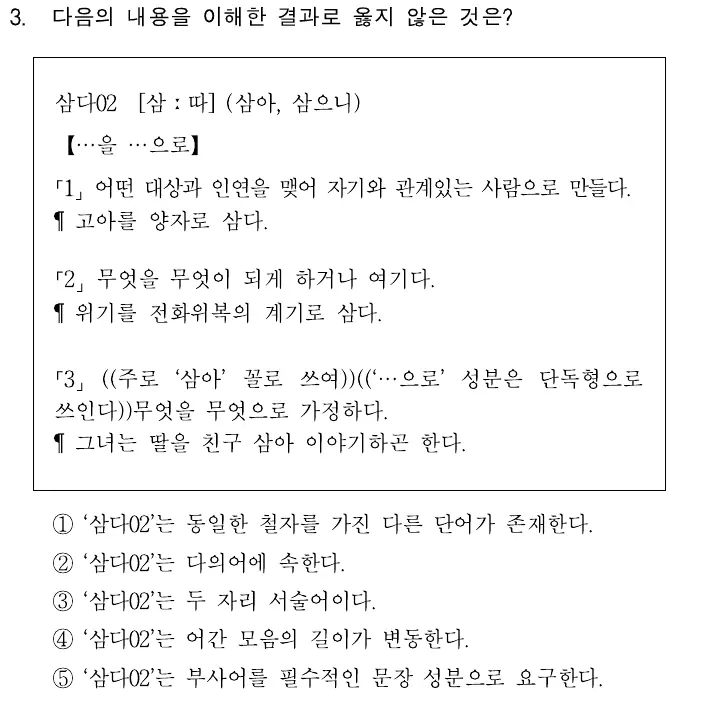 3. 다음의 내용을 이해한 결과로 옳지 않은 것은?
삼다02 [삼ː따] (삼아, 삼으니)
【…을 …으로】
「1」 어떤 대상과 인연을 맺어 자기와 관계있는 사람으로 만들다.
¶ 고아를 양자로 삼다.
「2」 무엇을 무엇이 되게 하거나 여기다.
¶ 위기를 전화위복의 계기로 삼다.
「3」 ((주로 ‘삼아’ 꼴로 쓰여))((‘…으로’ 성분은 단독형으로
쓰인다))무엇을 무엇으로 가정하다.
¶ 그녀는 딸을 친구 삼아 이야기하곤 한다.
① ‘삼다02’는 동일한 철자를 가진 다른 단어가 존재한다.
② ‘삼다02’는 다의어에 속한다.
③ ‘삼다02’는 두 자리 서술어이다.
④ ‘삼다02’는 어간 모음의 길이가 변동한다.
⑤ ‘삼다02’는 부사어를 필수적인 문장 성분으로 요구한다.